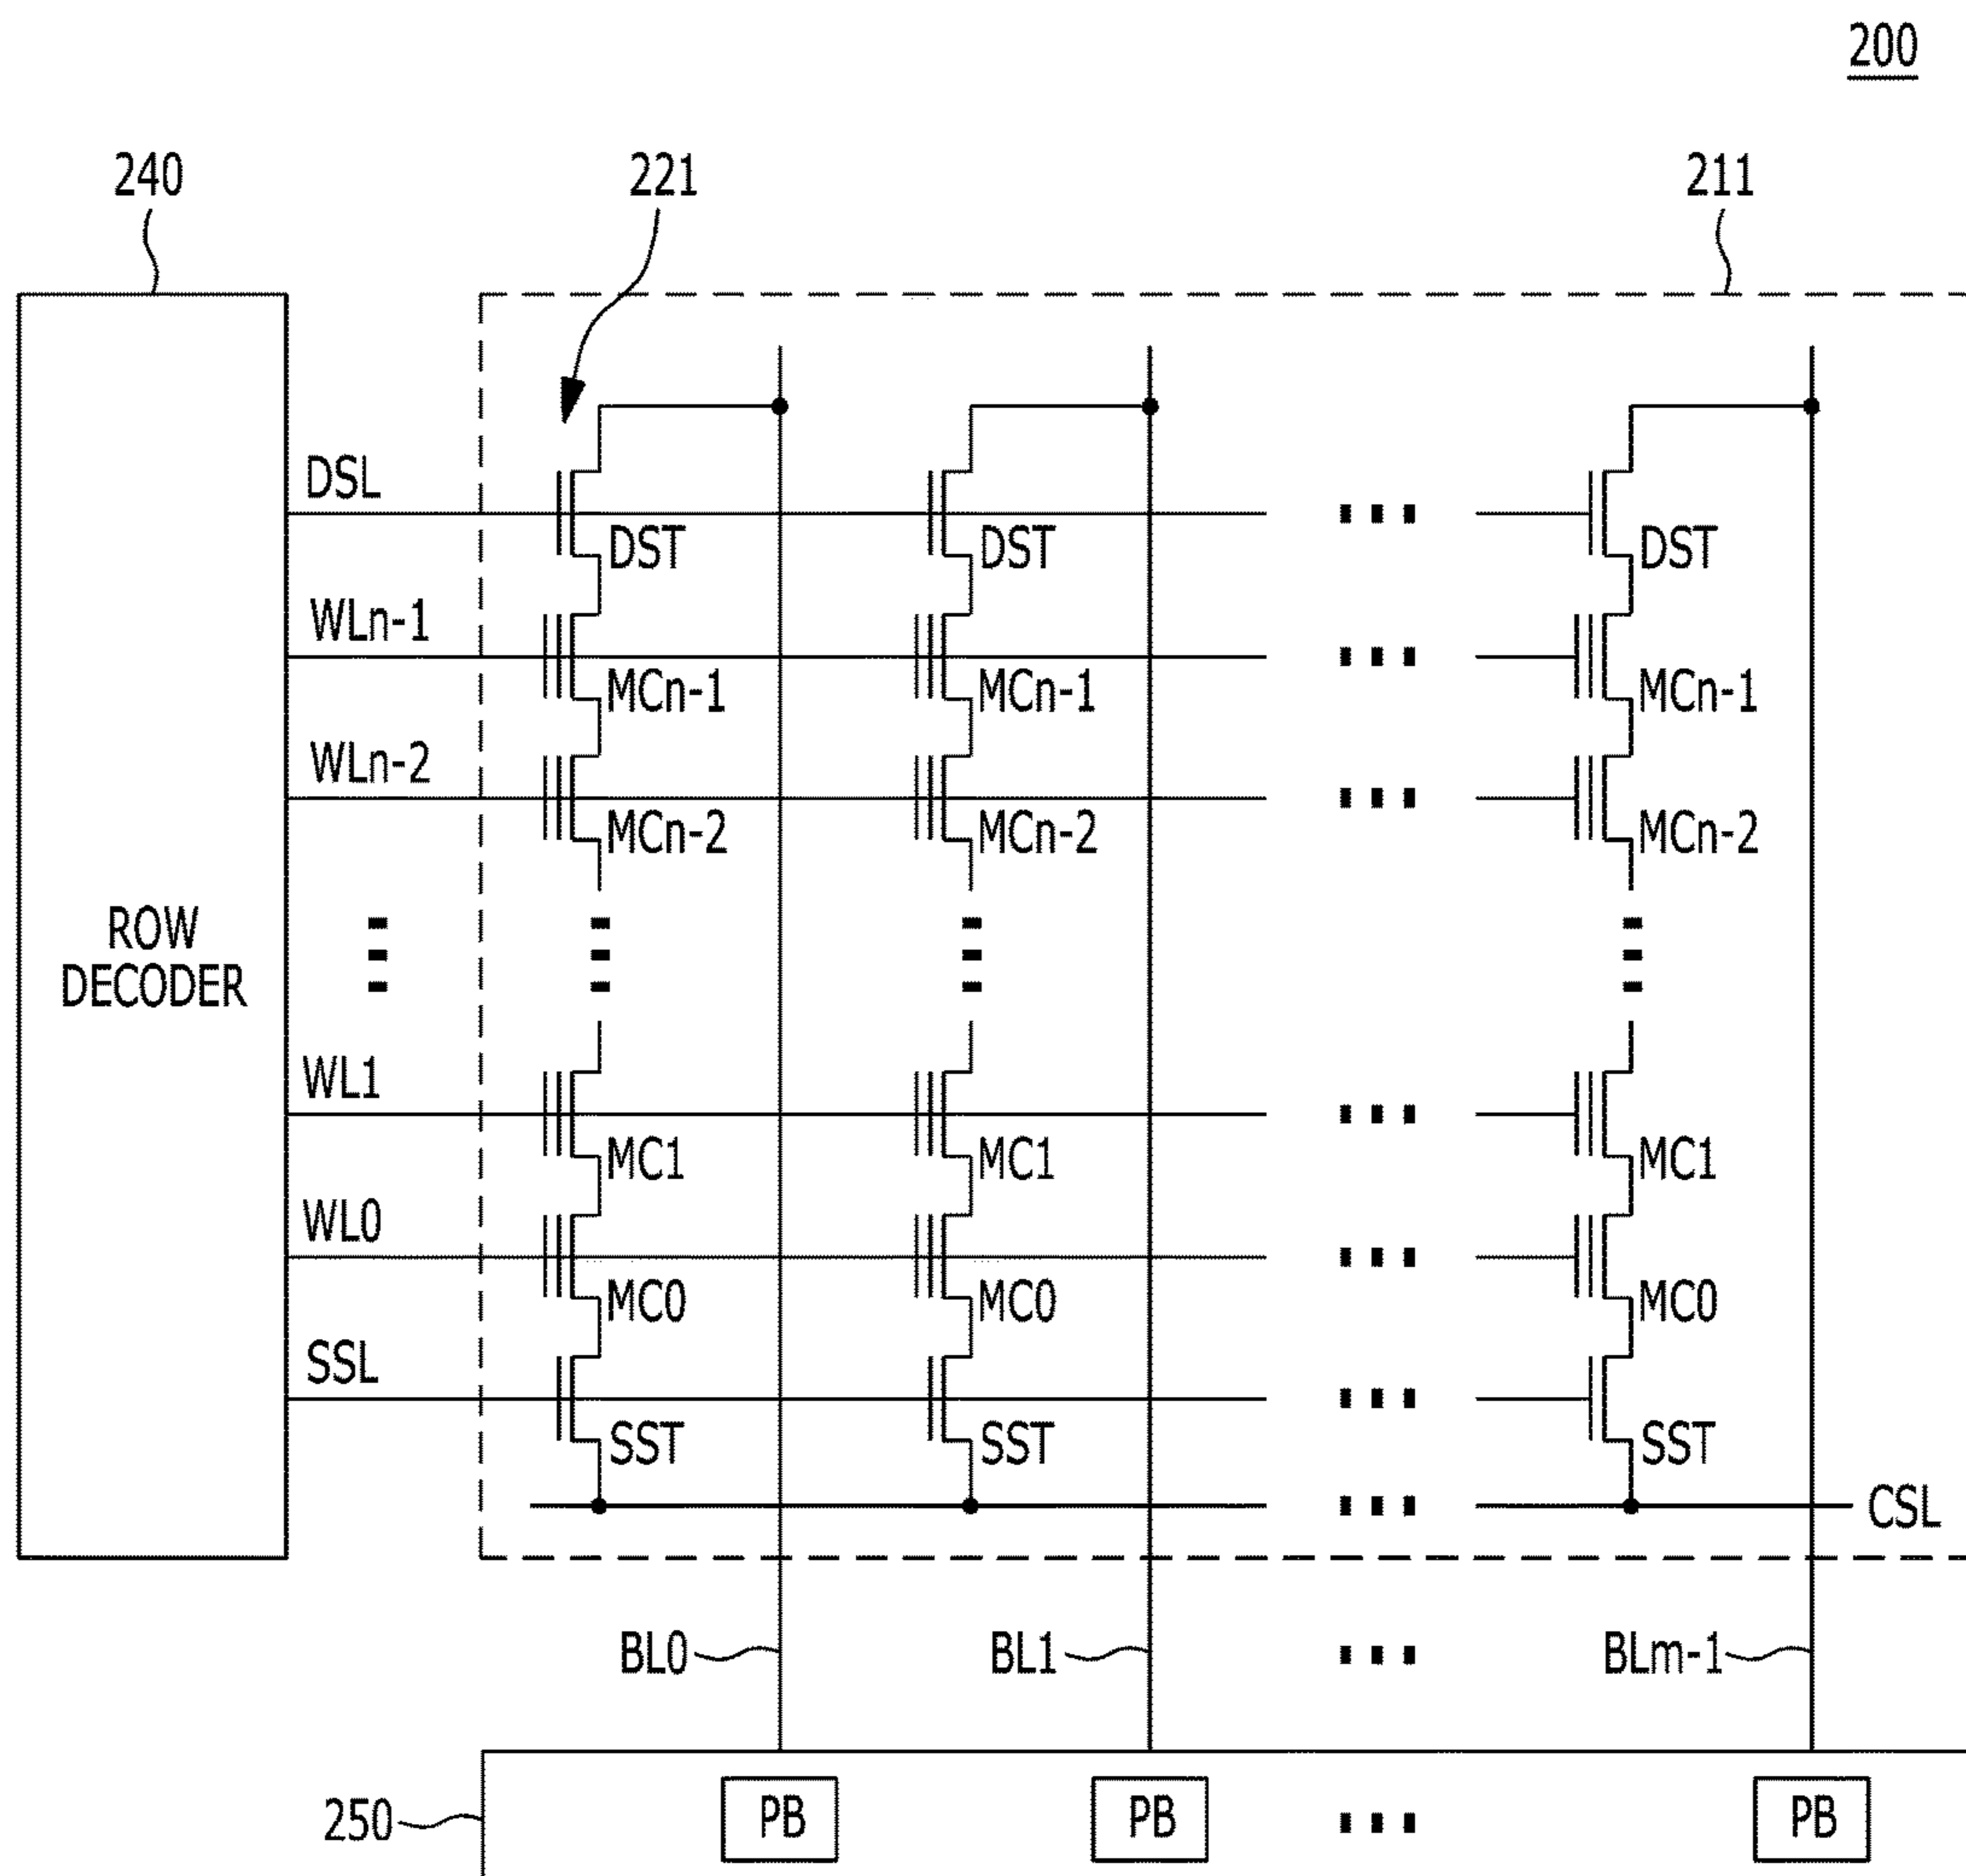 200
240
221
211
DSL
DST DST DST
WLn-1
MCn-1 MCn-1 MCn-1
WLn-2
MCn-2 MCn-2 MCn-2
ROW
DECODER
WL1
MC1 MC1 MC1
WL0
MC0 MC0 MC0
SSL
SST SST SST
CSL
BL0 BL1 BLm-1
250
PB PB PB